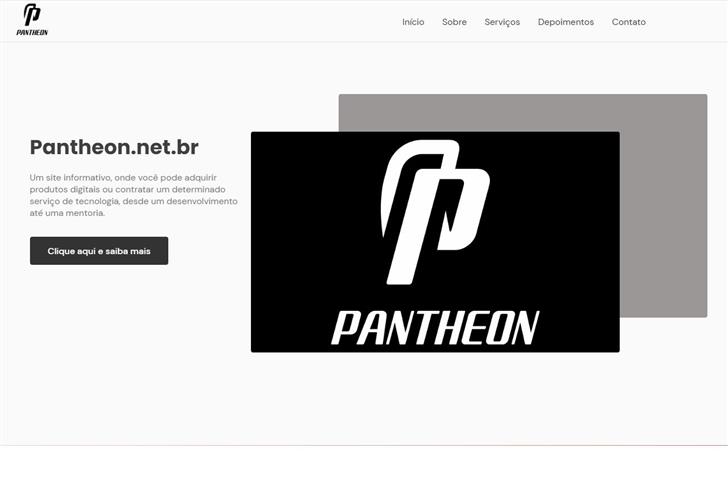 PANTHEON
Início
Sobre
Serviços
Depoimentos
Contato
Pantheon.net.br
Um site informativo, onde você pode adquirir
produtos digitais ou contratar um determinado
serviço de tecnologia, desde um desenvolvimento
até uma mentoria.
Clique aqui e saiba mais
PANTHEON